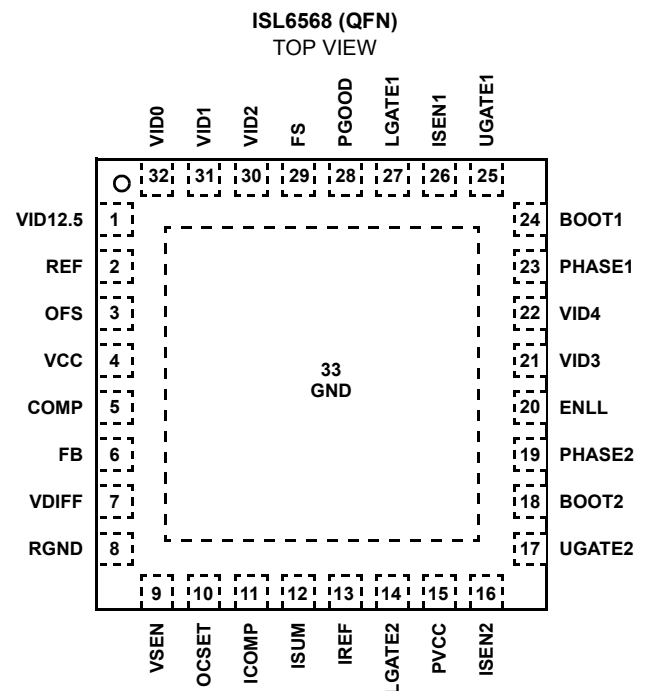 ISL6568 (QFN)
TOP VIEW
VID0
VID1
VID2
FS
PGOOD
LGATE1
ISEN1
UGATE1
32 31 30 29 28 27 26 25
VID12.5 1
REF 2
OFS 3
VCC 4
COMP 5
FB 6
VDIFF 7
RGND 8
33
GND
24 BOOT1
23 PHASE1
22 VID4
21 VID3
20 ENLL
19 PHASE2
18 BOOT2
17 UGATE2
9 10 11 12 13 14 15 16
VSEN
OCSET
ICOMP
ISUM
IREF
LGATE2
PVCC
ISEN2